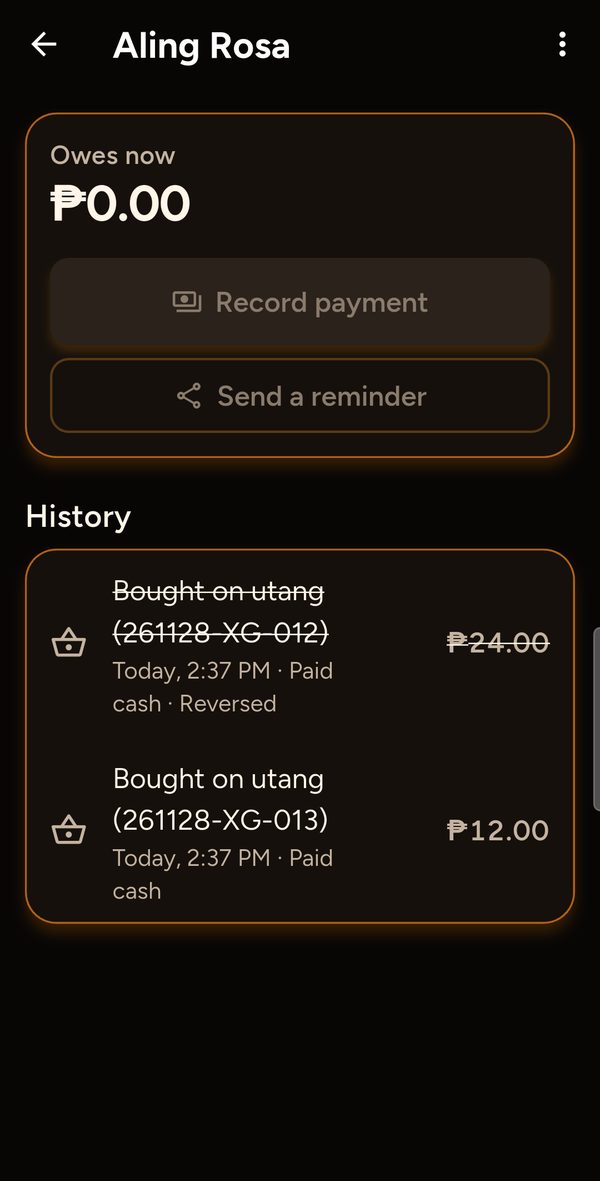 Aling Rosa
Owes now
₱0.00
Record payment
Send a reminder
History
Bought on utang
(261128-XG-012)
₱24.00
Today, 2:37 PM · Paid
cash · Reversed
Bought on utang
(261128-XG-013)
₱12.00
Today, 2:37 PM · Paid
cash